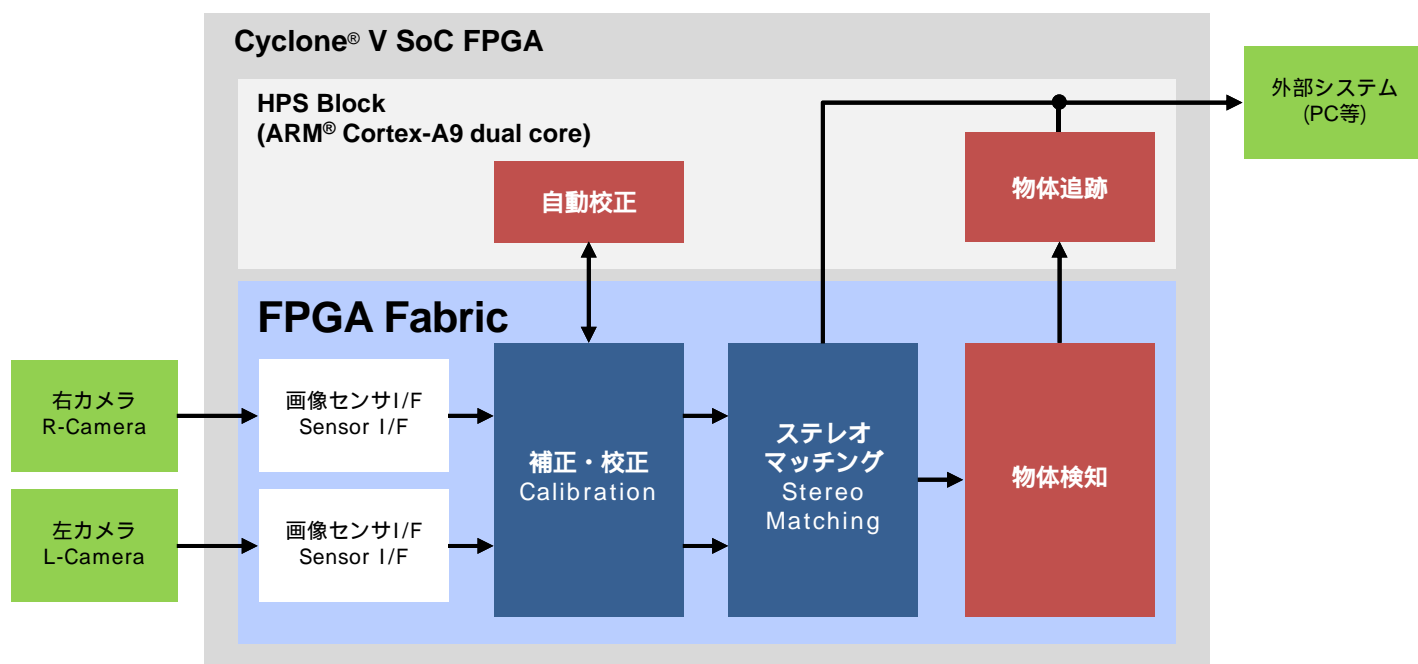 Cyclone® V SoC FPGA
HPS Block
(ARM® Cortex-A9 dual core)
外部システム
(PC等)
自動校正
物体追跡
FPGA Fabric
右カメラ
R-Camera
画像センサI/F
Sensor I/F
左カメラ
L-Camera
画像センサI/F
Sensor I/F
補正・校正
Calibration
ステレオ
マッチング
Stereo
Matching
物体検知